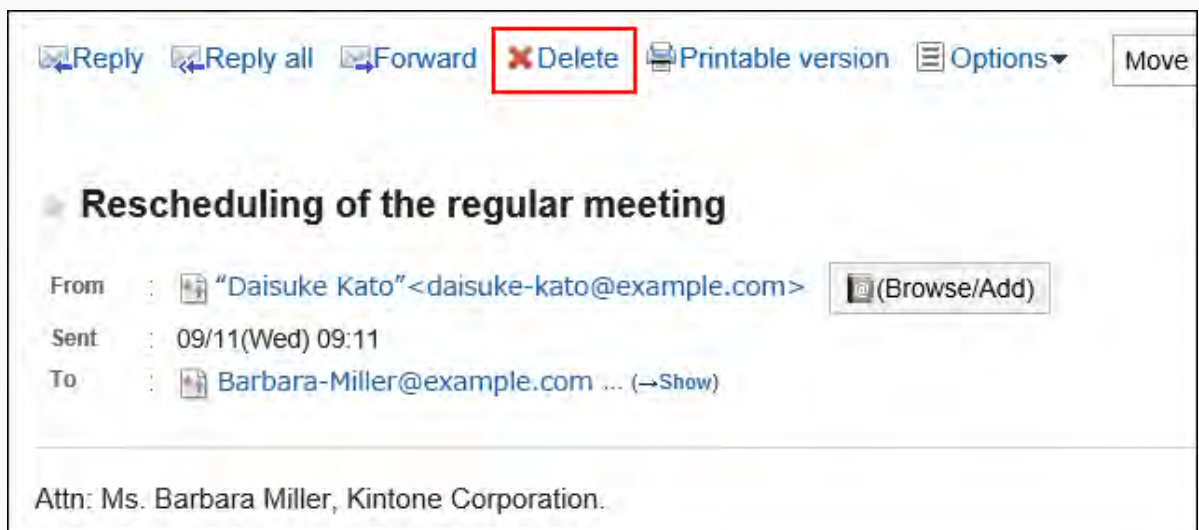 Reply Reply all Forward Delete Printable version Options▾ Move
Rescheduling of the regular meeting
From : "Daisuke Kato"<daisuke-kato@example.com> (Browse/Add)
Sent : 09/11(Wed) 09:11
To : Barbara-Miller@example.com ... (→Show)
Attn: Ms. Barbara Miller, Kintone Corporation.